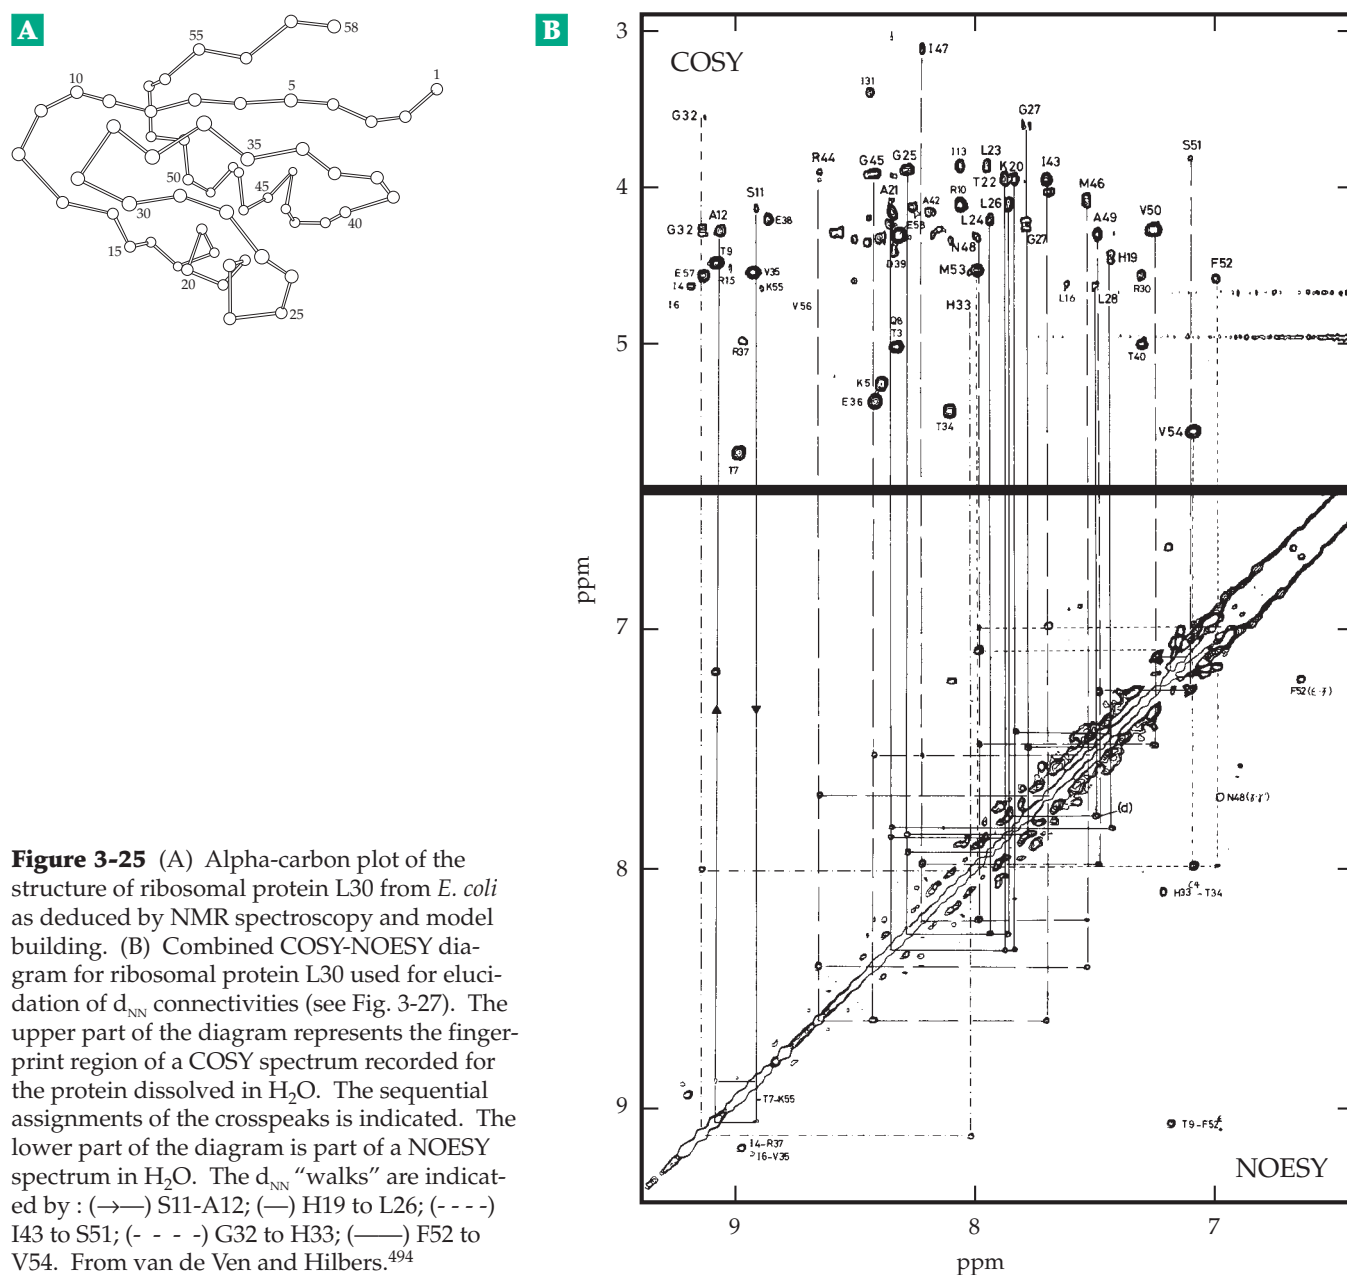 A
55
58
10
5
1
35
50
45
30
40
15
20
25
B
COSY
3
4
5
ppm
I47
I31
G32
G27
S51
R44
G45
G25
I13
L23
K20
I43
T22
M46
S11
A21
A42
R10
L26
A12
E38
L24
A49
V50
G32
E58
G27
N48
H19
T9
D39
F52
E57
R15
V35
M53
R30
I4
K55
L16
L28
I6
V56
H33
Q8
T3
R37
T40
K5
E36
T34
V54
T7
7
8
9
F52(ε-ζ)
N48(γ-γ')
(d)
H33 C4 - T34
T7-K55
T9-F52 ε
I4-R37
I6-V35
NOESY
9
8
7
ppm
Figure 3-25 (A) Alpha-carbon plot of the
structure of ribosomal protein L30 from E. coli
as deduced by NMR spectroscopy and model
building. (B) Combined COSY-NOESY dia-
gram for ribosomal protein L30 used for eluci-
dation of dNN connectivities (see Fig. 3-27). The
upper part of the diagram represents the finger-
print region of a COSY spectrum recorded for
the protein dissolved in H2O. The sequential
assignments of the crosspeaks is indicated. The
lower part of the diagram is part of a NOESY
spectrum in H2O. The dNN “walks” are indicat-
ed by : (→—) S11-A12; (—) H19 to L26; (- - - -)
I43 to S51; (- - - -) G32 to H33; (——) F52 to
V54. From van de Ven and Hilbers.494